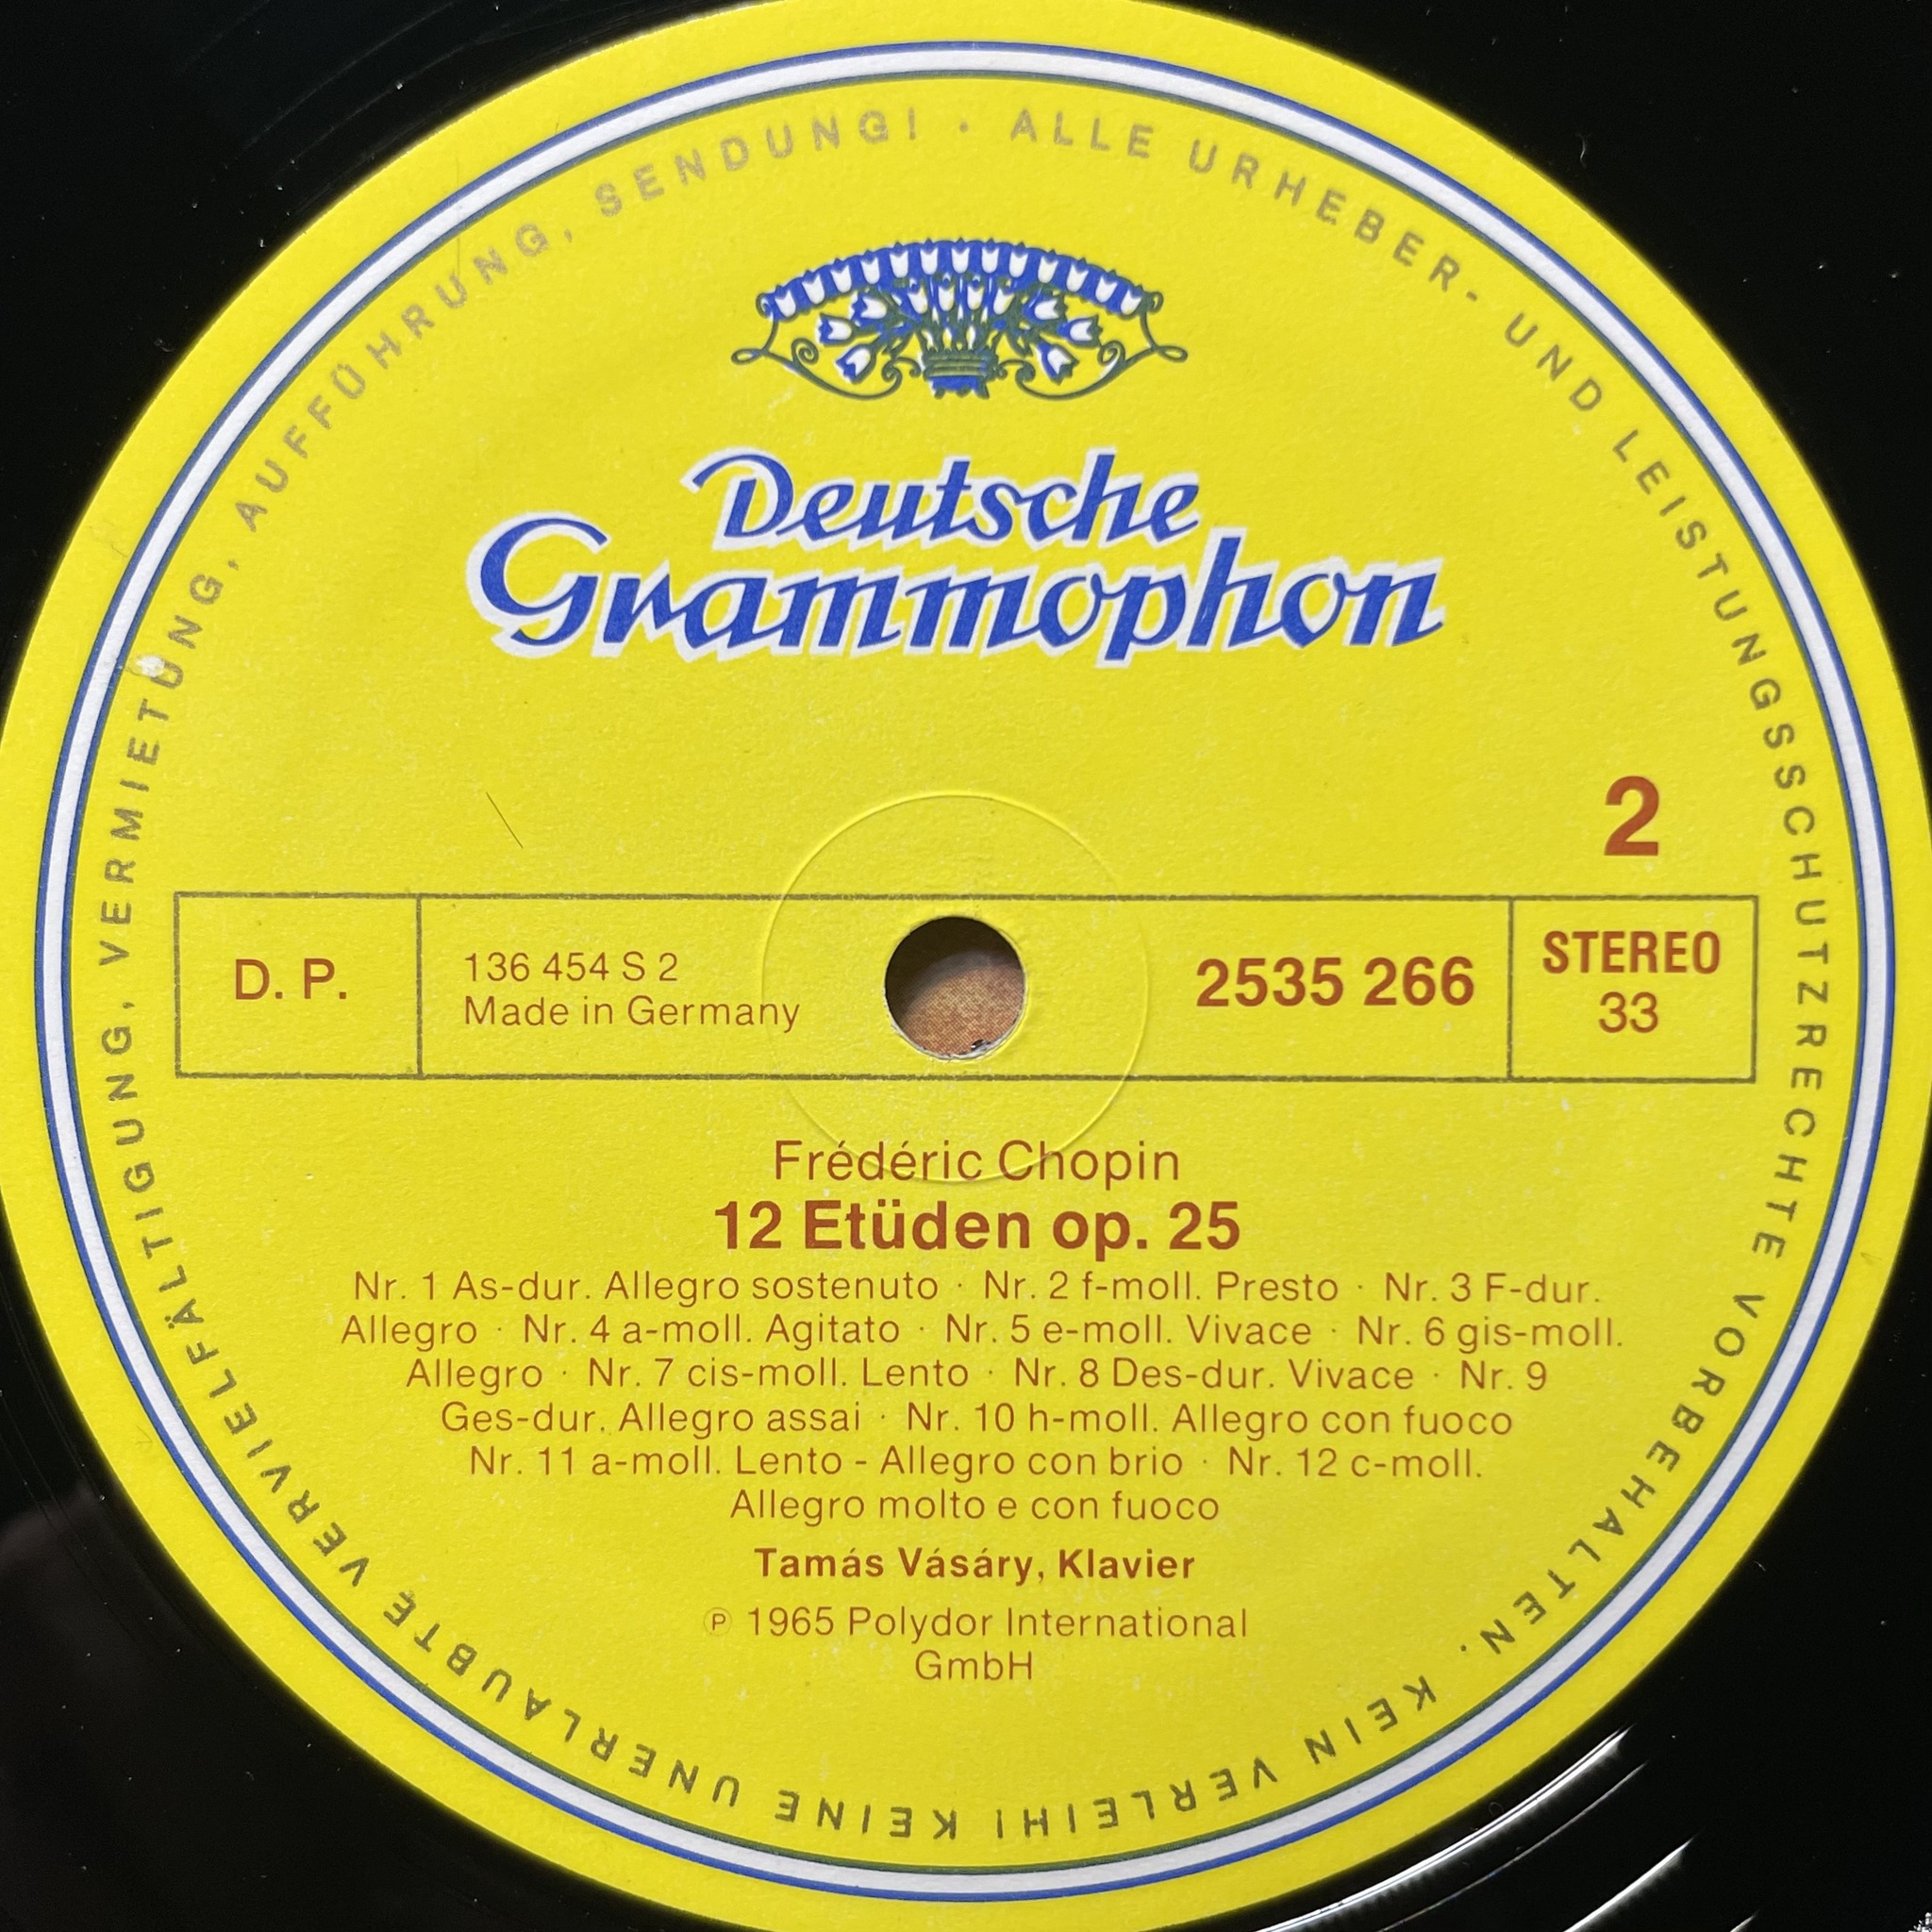 Deutsche
Grammophon
2
D. P.
136 454 S 2
Made in Germany
2535 266
STEREO
33
Frédéric Chopin
12 Etüden op. 25
Nr. 1 As-dur. Allegro sostenuto · Nr. 2 f-moll. Presto · Nr. 3 F-dur.
Allegro · Nr. 4 a-moll. Agitato · Nr. 5 e-moll. Vivace · Nr. 6 gis-moll.
Allegro · Nr. 7 cis-moll. Lento · Nr. 8 Des-dur. Vivace · Nr. 9
Ges-dur. Allegro assai · Nr. 10 h-moll. Allegro con fuoco
Nr. 11 a-moll. Lento - Allegro con brio · Nr. 12 c-moll.
Allegro molto e con fuoco
Tamás Vásáry, Klavier
℗ 1965 Polydor International
GmbH
ALLE URHEBER- UND LEISTUNGSSCHUTZRECHTE VORBEHALTEN. KEIN VERLEIH! KEINE UNERLAUBTE VERVIELFÄLTIGUNG, VERMIETUNG, AUFFÜHRUNG, SENDUNG! ·